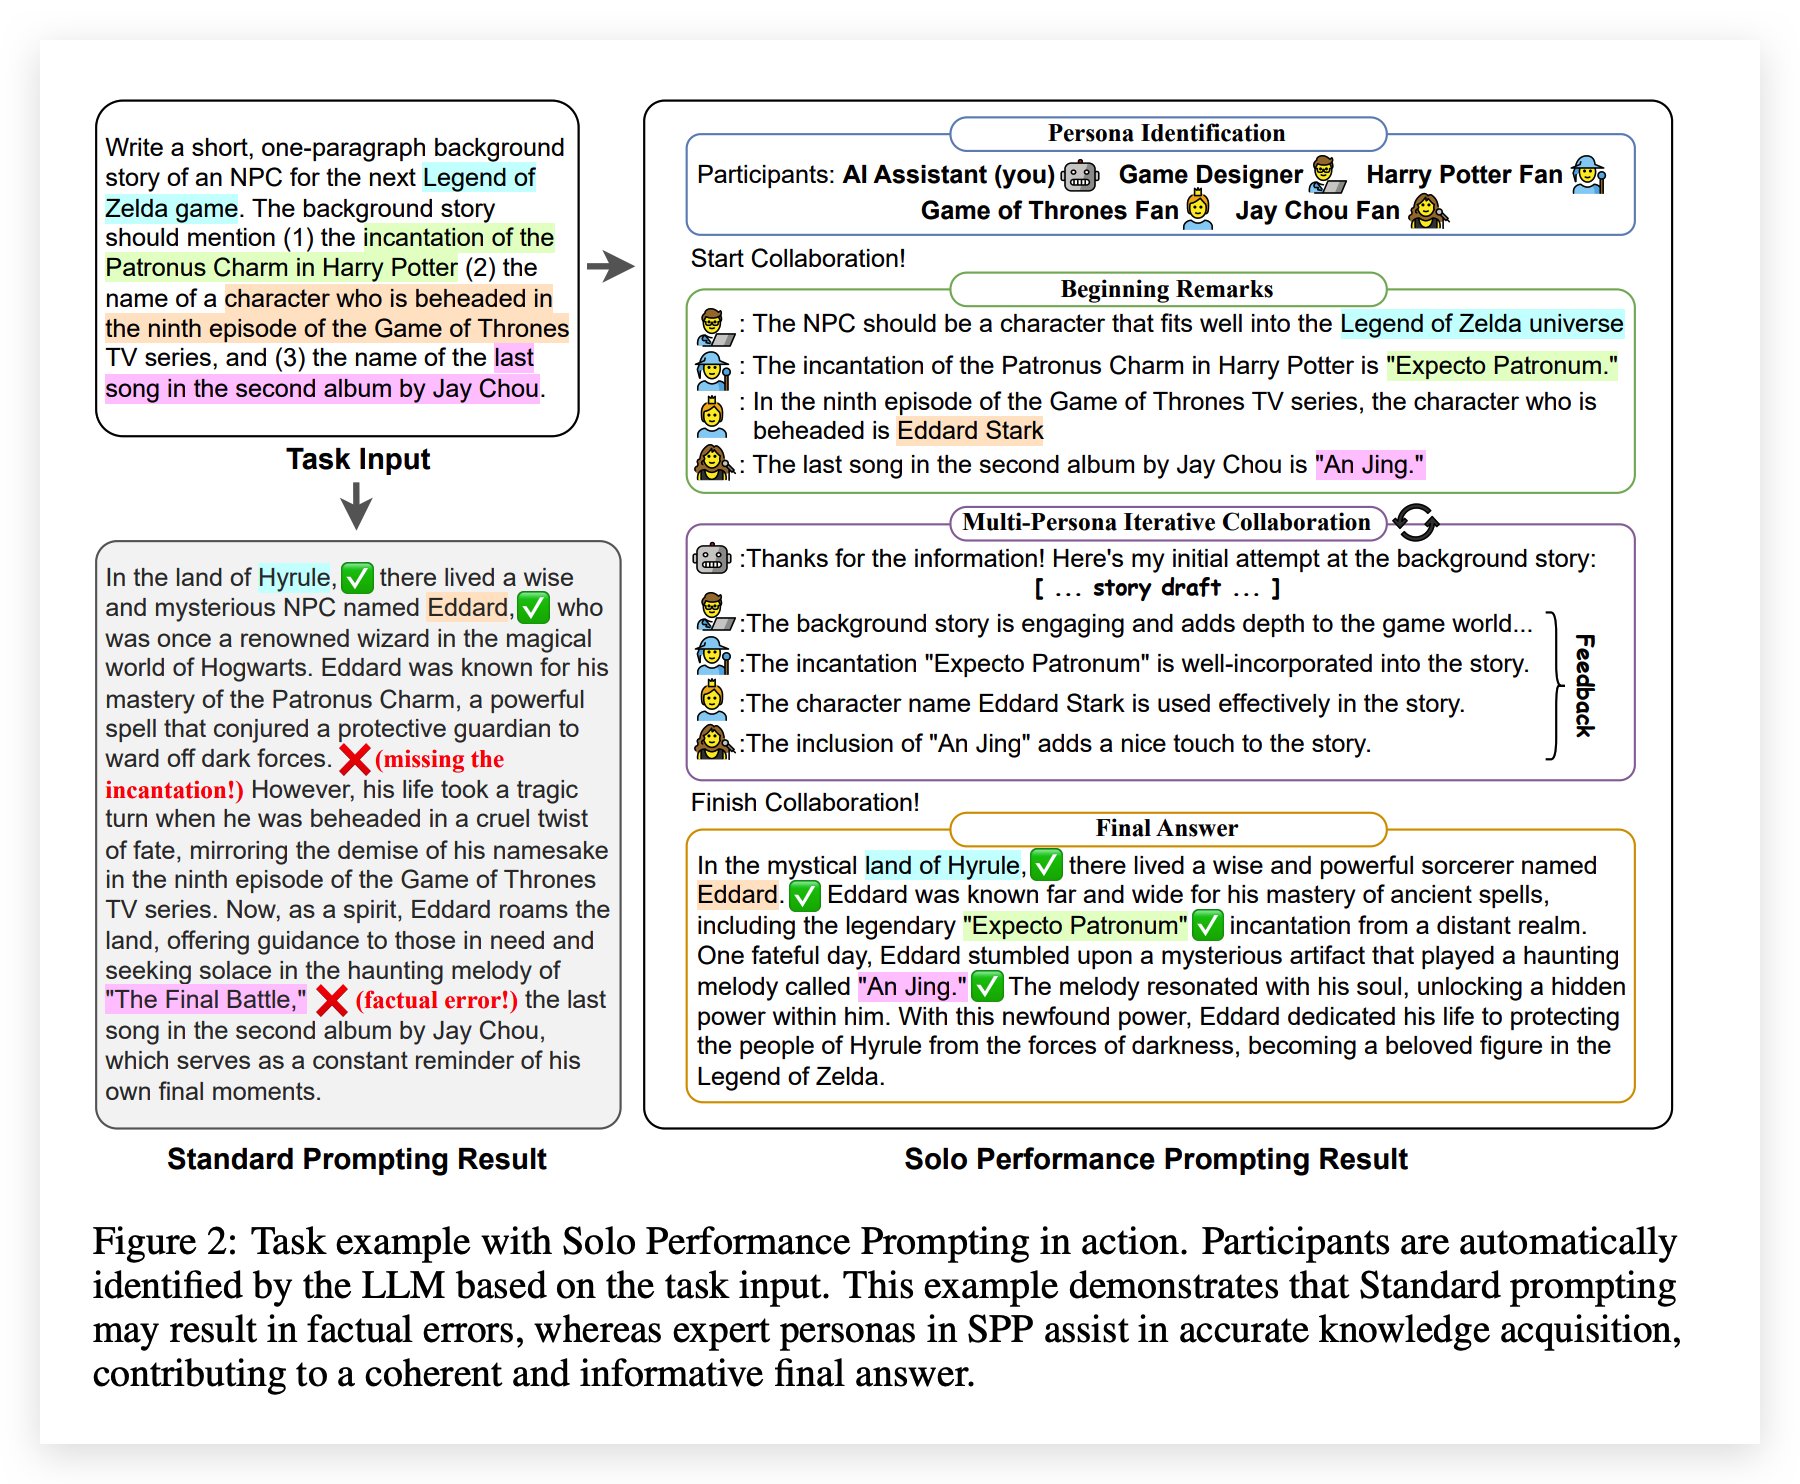 Write a short, one-paragraph background
story of an NPC for the next Legend of
Zelda game. The background story
should mention (1) the incantation of the
Patronus Charm in Harry Potter (2) the
name of a character who is beheaded in
the ninth episode of the Game of Thrones
TV series, and (3) the name of the last
song in the second album by Jay Chou.
Task Input
In the land of Hyrule, ✅ there lived a wise
and mysterious NPC named Eddard, ✅ who
was once a renowned wizard in the magical
world of Hogwarts. Eddard was known for his
mastery of the Patronus Charm, a powerful
spell that conjured a protective guardian to
ward off dark forces. ❌ (missing the
incantation!) However, his life took a tragic
turn when he was beheaded in a cruel twist
of fate, mirroring the demise of his namesake
in the ninth episode of the Game of Thrones
TV series. Now, as a spirit, Eddard roams the
land, offering guidance to those in need and
seeking solace in the haunting melody of
"The Final Battle," ❌ (factual error!) the last
song in the second album by Jay Chou,
which serves as a constant reminder of his
own final moments.
Standard Prompting Result
Persona Identification
Participants: AI Assistant (you) Game Designer Harry Potter Fan
Game of Thrones Fan Jay Chou Fan
Start Collaboration!
Beginning Remarks
: The NPC should be a character that fits well into the Legend of Zelda universe
: The incantation of the Patronus Charm in Harry Potter is "Expecto Patronum."
: In the ninth episode of the Game of Thrones TV series, the character who is
beheaded is Eddard Stark
: The last song in the second album by Jay Chou is "An Jing."
Multi-Persona Iterative Collaboration
:Thanks for the information! Here's my initial attempt at the background story:
[ ... story draft ... ]
:The background story is engaging and adds depth to the game world...
:The incantation "Expecto Patronum" is well-incorporated into the story.
:The character name Eddard Stark is used effectively in the story.
:The inclusion of "An Jing" adds a nice touch to the story.
Feedback
Finish Collaboration!
Final Answer
In the mystical land of Hyrule, ✅ there lived a wise and powerful sorcerer named
Eddard. ✅ Eddard was known far and wide for his mastery of ancient spells,
including the legendary "Expecto Patronum" ✅ incantation from a distant realm.
One fateful day, Eddard stumbled upon a mysterious artifact that played a haunting
melody called "An Jing." ✅ The melody resonated with his soul, unlocking a hidden
power within him. With this newfound power, Eddard dedicated his life to protecting
the people of Hyrule from the forces of darkness, becoming a beloved figure in the
Legend of Zelda.
Solo Performance Prompting Result
Figure 2: Task example with Solo Performance Prompting in action. Participants are automatically
identified by the LLM based on the task input. This example demonstrates that Standard prompting
may result in factual errors, whereas expert personas in SPP assist in accurate knowledge acquisition,
contributing to a coherent and informative final answer.